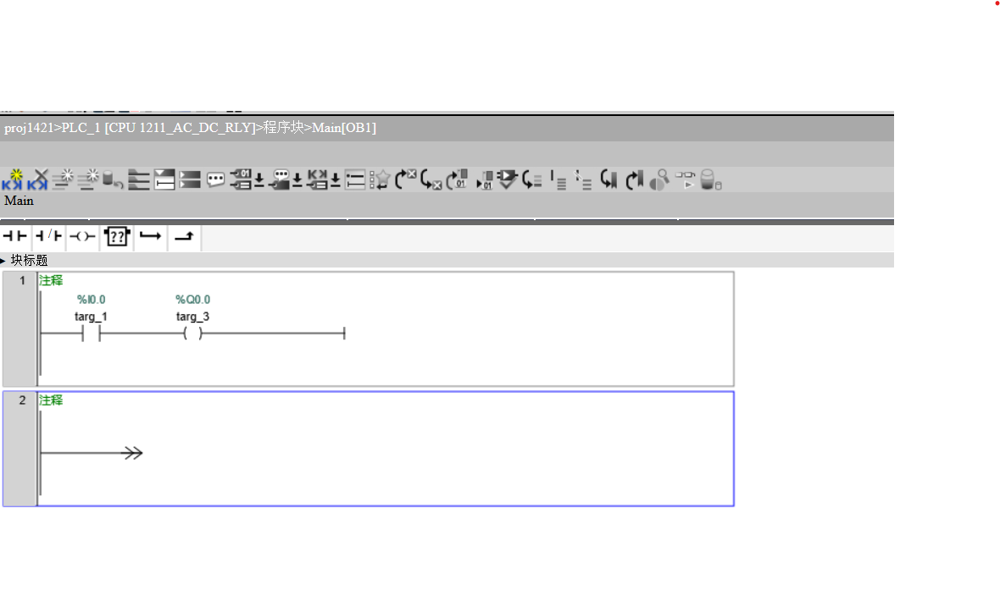 proj1421>PLC_1 [CPU 1211_AC_DC_RLY]>程序块>Main[OB1]
Main
??
块标题
1 注释
%I0.0 %Q0.0
targ_1 targ_3
2 注释